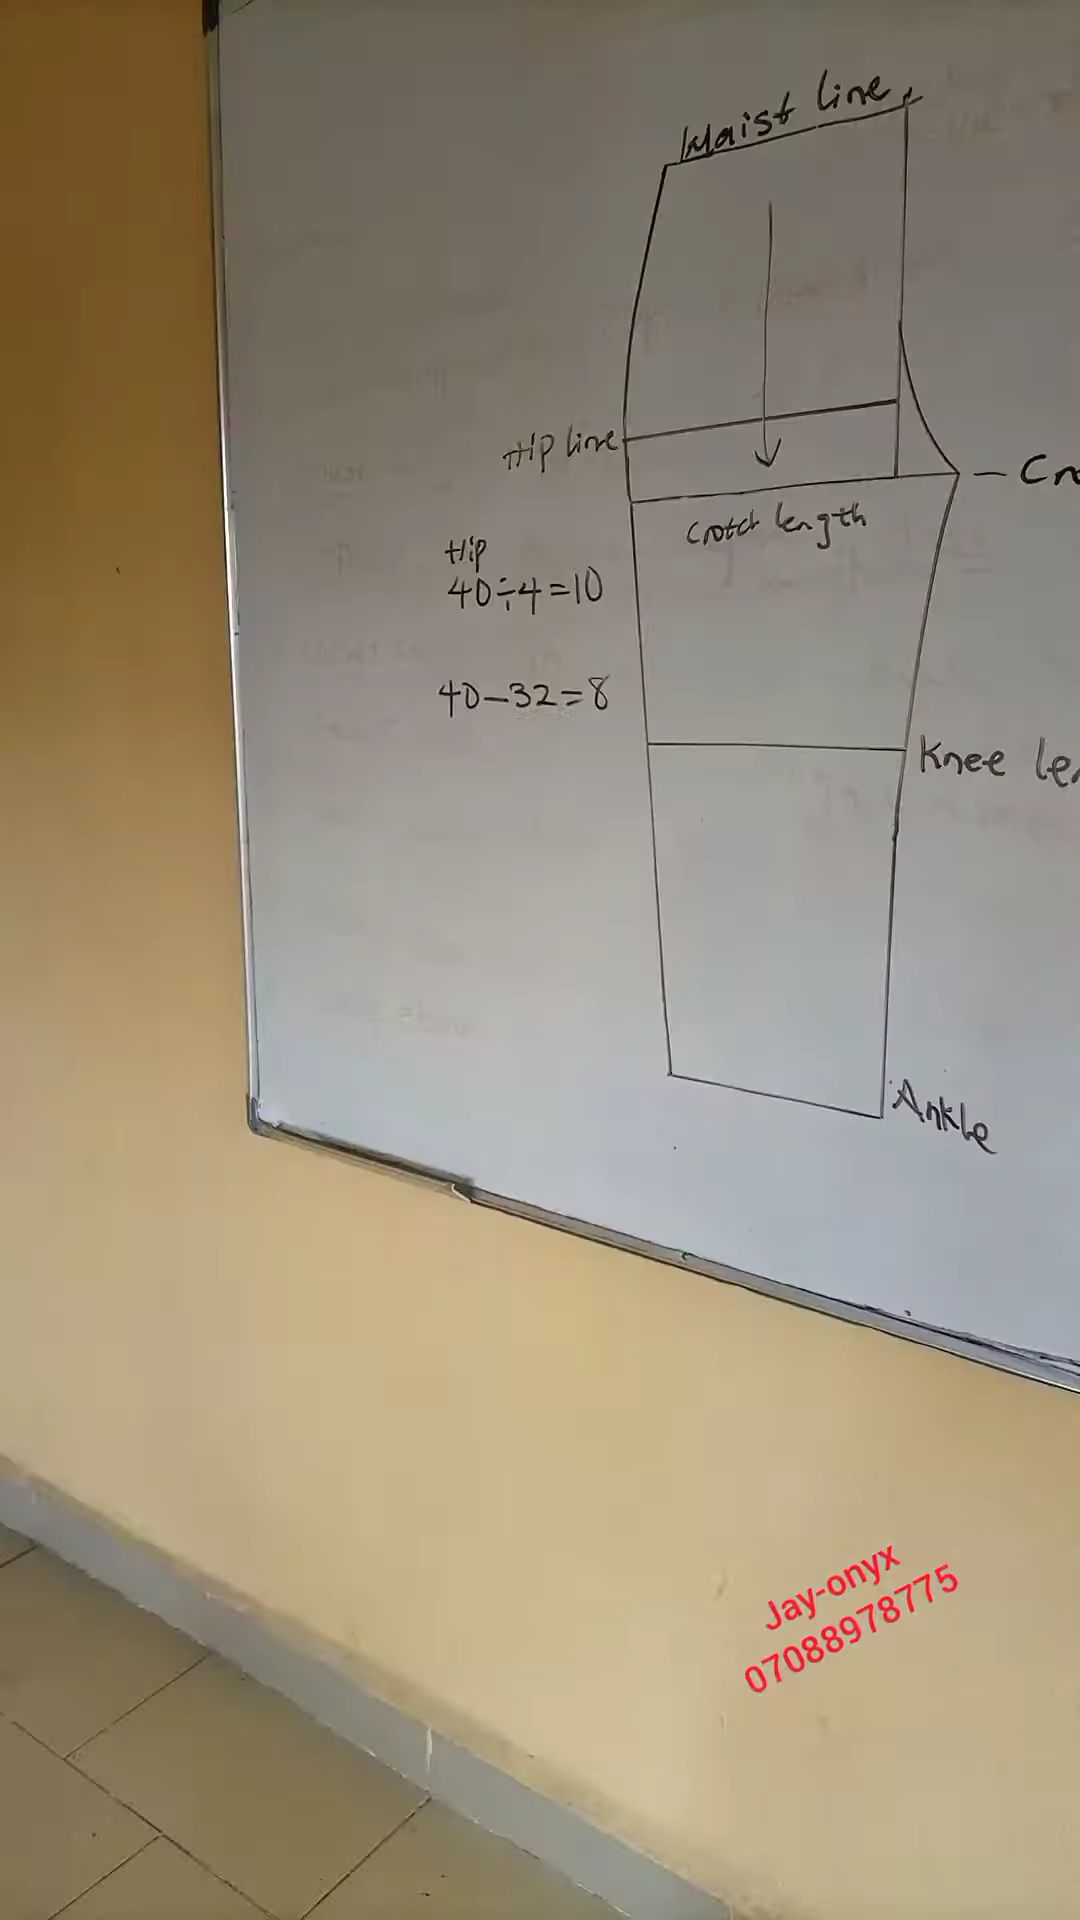 Waist line
Hip line
Crotch length
Hip
40÷4=10
40-32=8
Knee
Ankle
Jay-onyx
07088978775